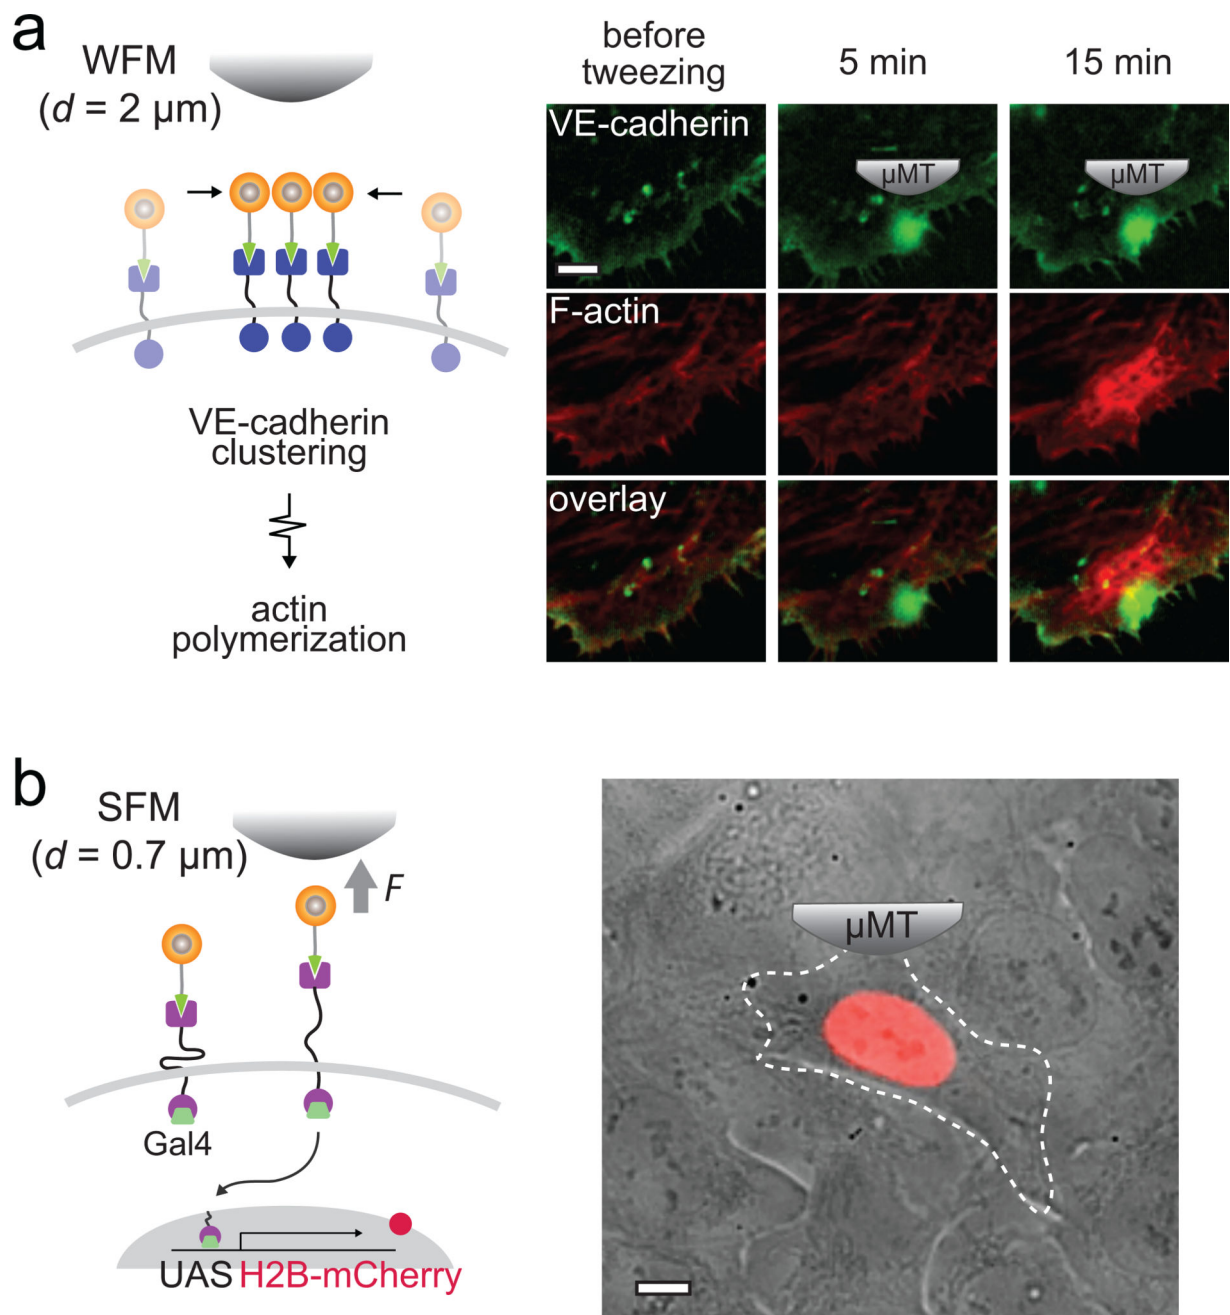 a
WFM
(d = 2 µm)
before
tweezing
5 min
15 min
VE-cadherin
µMT
µMT
F-actin
overlay
VE-cadherin
clustering
actin
polymerization
b
SFM
(d = 0.7 µm)
F
Gal4
UAS H2B-mCherry
µMT